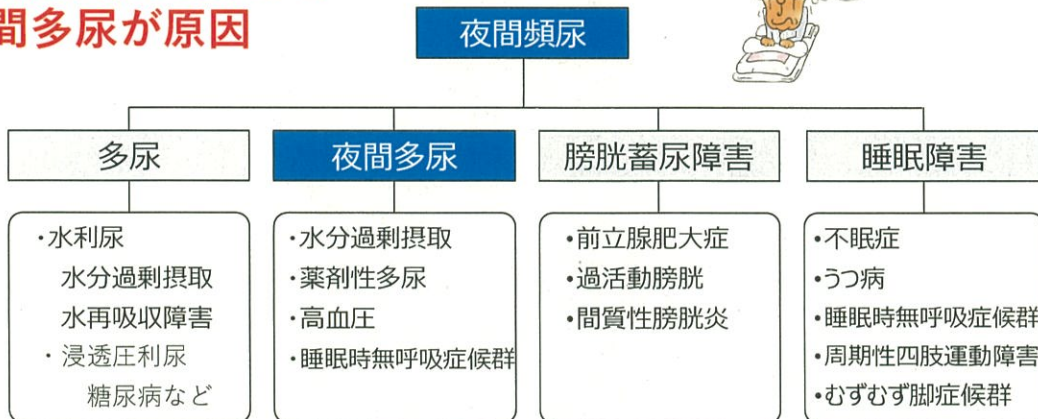 間多尿が原因
夜間頻尿
多尿
夜間多尿
膀胱蓄尿障害
睡眠障害
・水利尿
水分過剰摂取
水再吸収障害
・浸透圧利尿
糖尿病など
・水分過剰摂取
・薬剤性多尿
・高血圧
・睡眠時無呼吸症候群
•前立腺肥大症
•過活動膀胱
•間質性膀胱炎
•不眠症
•うつ病
•睡眠時無呼吸症候群
•周期性四肢運動障害
•むずむず脚症候群